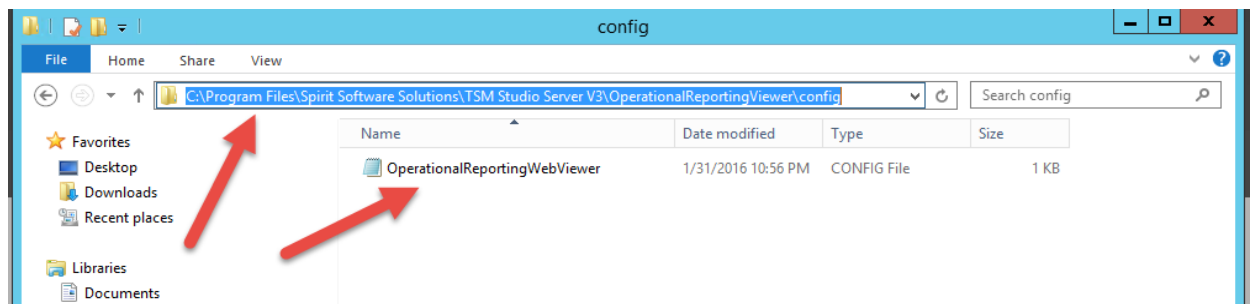 config
File Home Share View
C:\Program Files\Spirit Software Solutions\TSM Studio Server V3\OperationalReportingViewer\config Search config
Favorites
Desktop
Downloads
Recent places
Libraries
Documents
Name Date modified Type Size
OperationalReportingWebViewer 1/31/2016 10:56 PM CONFIG File 1 KB